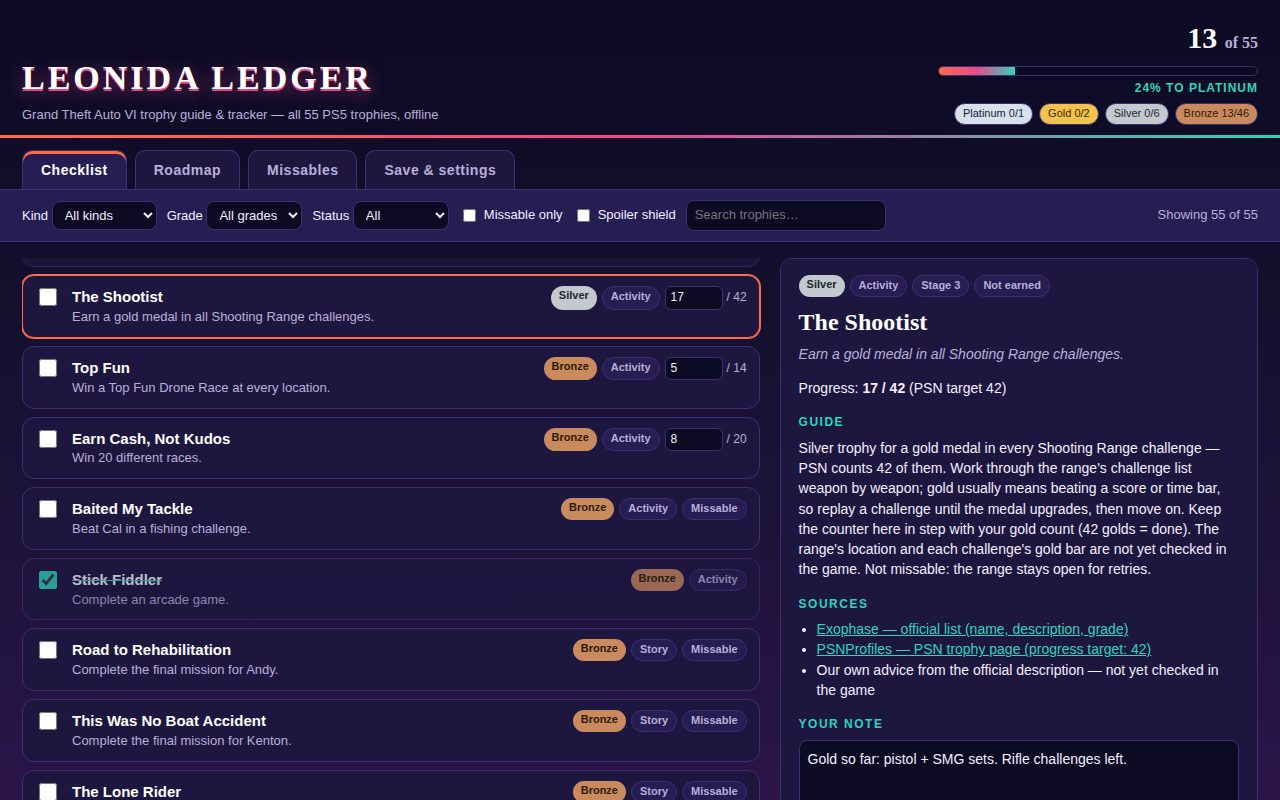 13 of 55
LEONIDA LEDGER
24% TO PLATINUM
Grand Theft Auto VI trophy guide & tracker — all 55 PS5 trophies, offline
Platinum 0/1 Gold 0/2 Silver 0/6 Bronze 13/46
Checklist Roadmap Missables Save & settings
Kind All kinds Grade All grades Status All Missable only Spoiler shield Search trophies… Showing 55 of 55
The Shootist Silver Activity 17 / 42
Earn a gold medal in all Shooting Range challenges.
Top Fun Bronze Activity 5 / 14
Win a Top Fun Drone Race at every location.
Earn Cash, Not Kudos Bronze Activity 8 / 20
Win 20 different races.
Baited My Tackle Bronze Activity Missable
Beat Cal in a fishing challenge.
Stick Fiddler Bronze Activity
Complete an arcade game.
Road to Rehabilitation Bronze Story Missable
Complete the final mission for Andy.
This Was No Boat Accident Bronze Story Missable
Complete the final mission for Kenton.
The Lone Rider Bronze Story Missable
Silver Activity Stage 3 Not earned
The Shootist
Earn a gold medal in all Shooting Range challenges.
Progress: 17 / 42 (PSN target 42)
GUIDE
Silver trophy for a gold medal in every Shooting Range challenge —
PSN counts 42 of them. Work through the range's challenge list
weapon by weapon; gold usually means beating a score or time bar,
so replay a challenge until the medal upgrades, then move on. Keep
the counter here in step with your gold count (42 golds = done). The
range's location and each challenge's gold bar are not yet checked in
the game. Not missable: the range stays open for retries.
SOURCES
Exophase — official list (name, description, grade)
PSNProfiles — PSN trophy page (progress target: 42)
Our own advice from the official description — not yet checked in
the game
YOUR NOTE
Gold so far: pistol + SMG sets. Rifle challenges left.